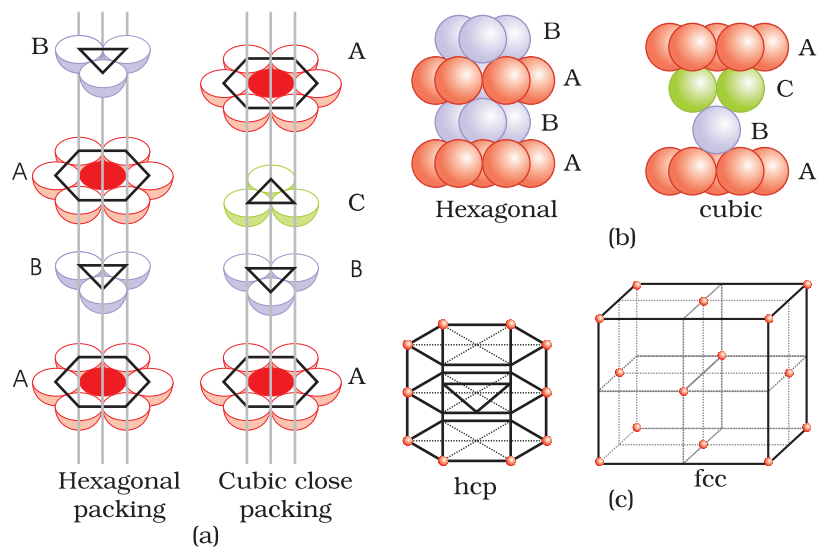 B
A
B
A
Hexagonal
packing
A
C
B
A
Cubic close
packing
(a)
B
A
B
A
Hexagonal
A
C
B
A
cubic
(b)
hcp
fcc
(c)